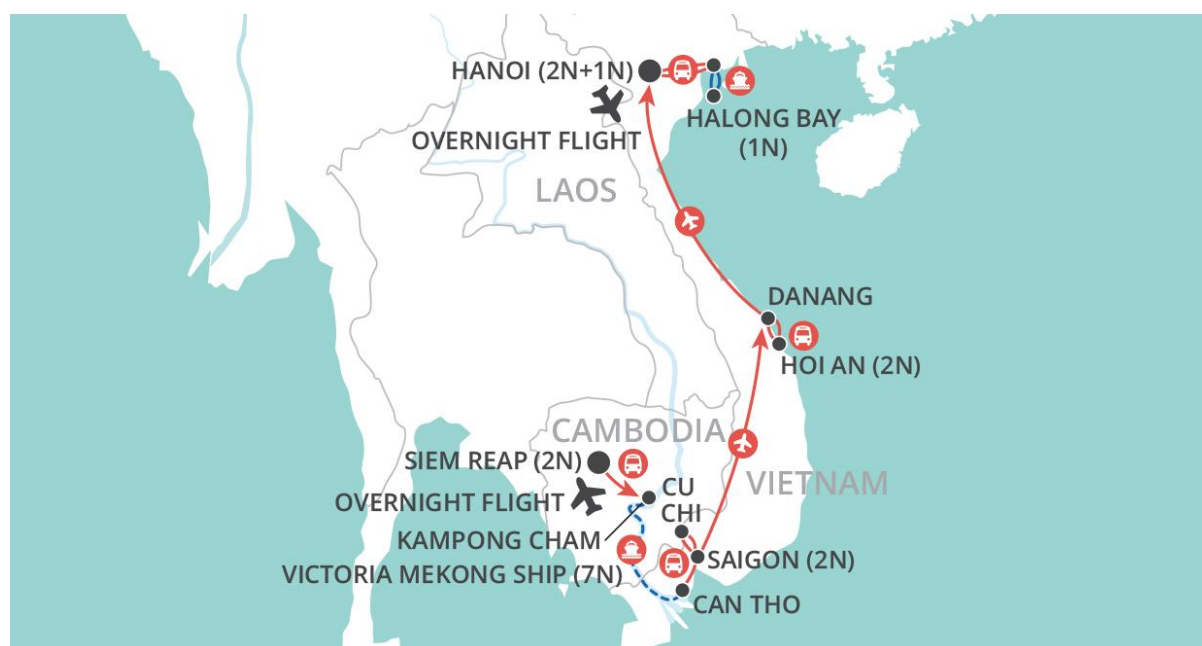 HANOI (2N+1N)
HALONG BAY
(1N)
OVERNIGHT FLIGHT
LAOS
DANANG
HOI AN (2N)
CAMBODIA
SIEM REAP (2N)
VIETNAM
CU
CHI
OVERNIGHT FLIGHT
KAMPONG CHAM
SAIGON (2N)
VICTORIA MEKONG SHIP (7N)
CAN THO